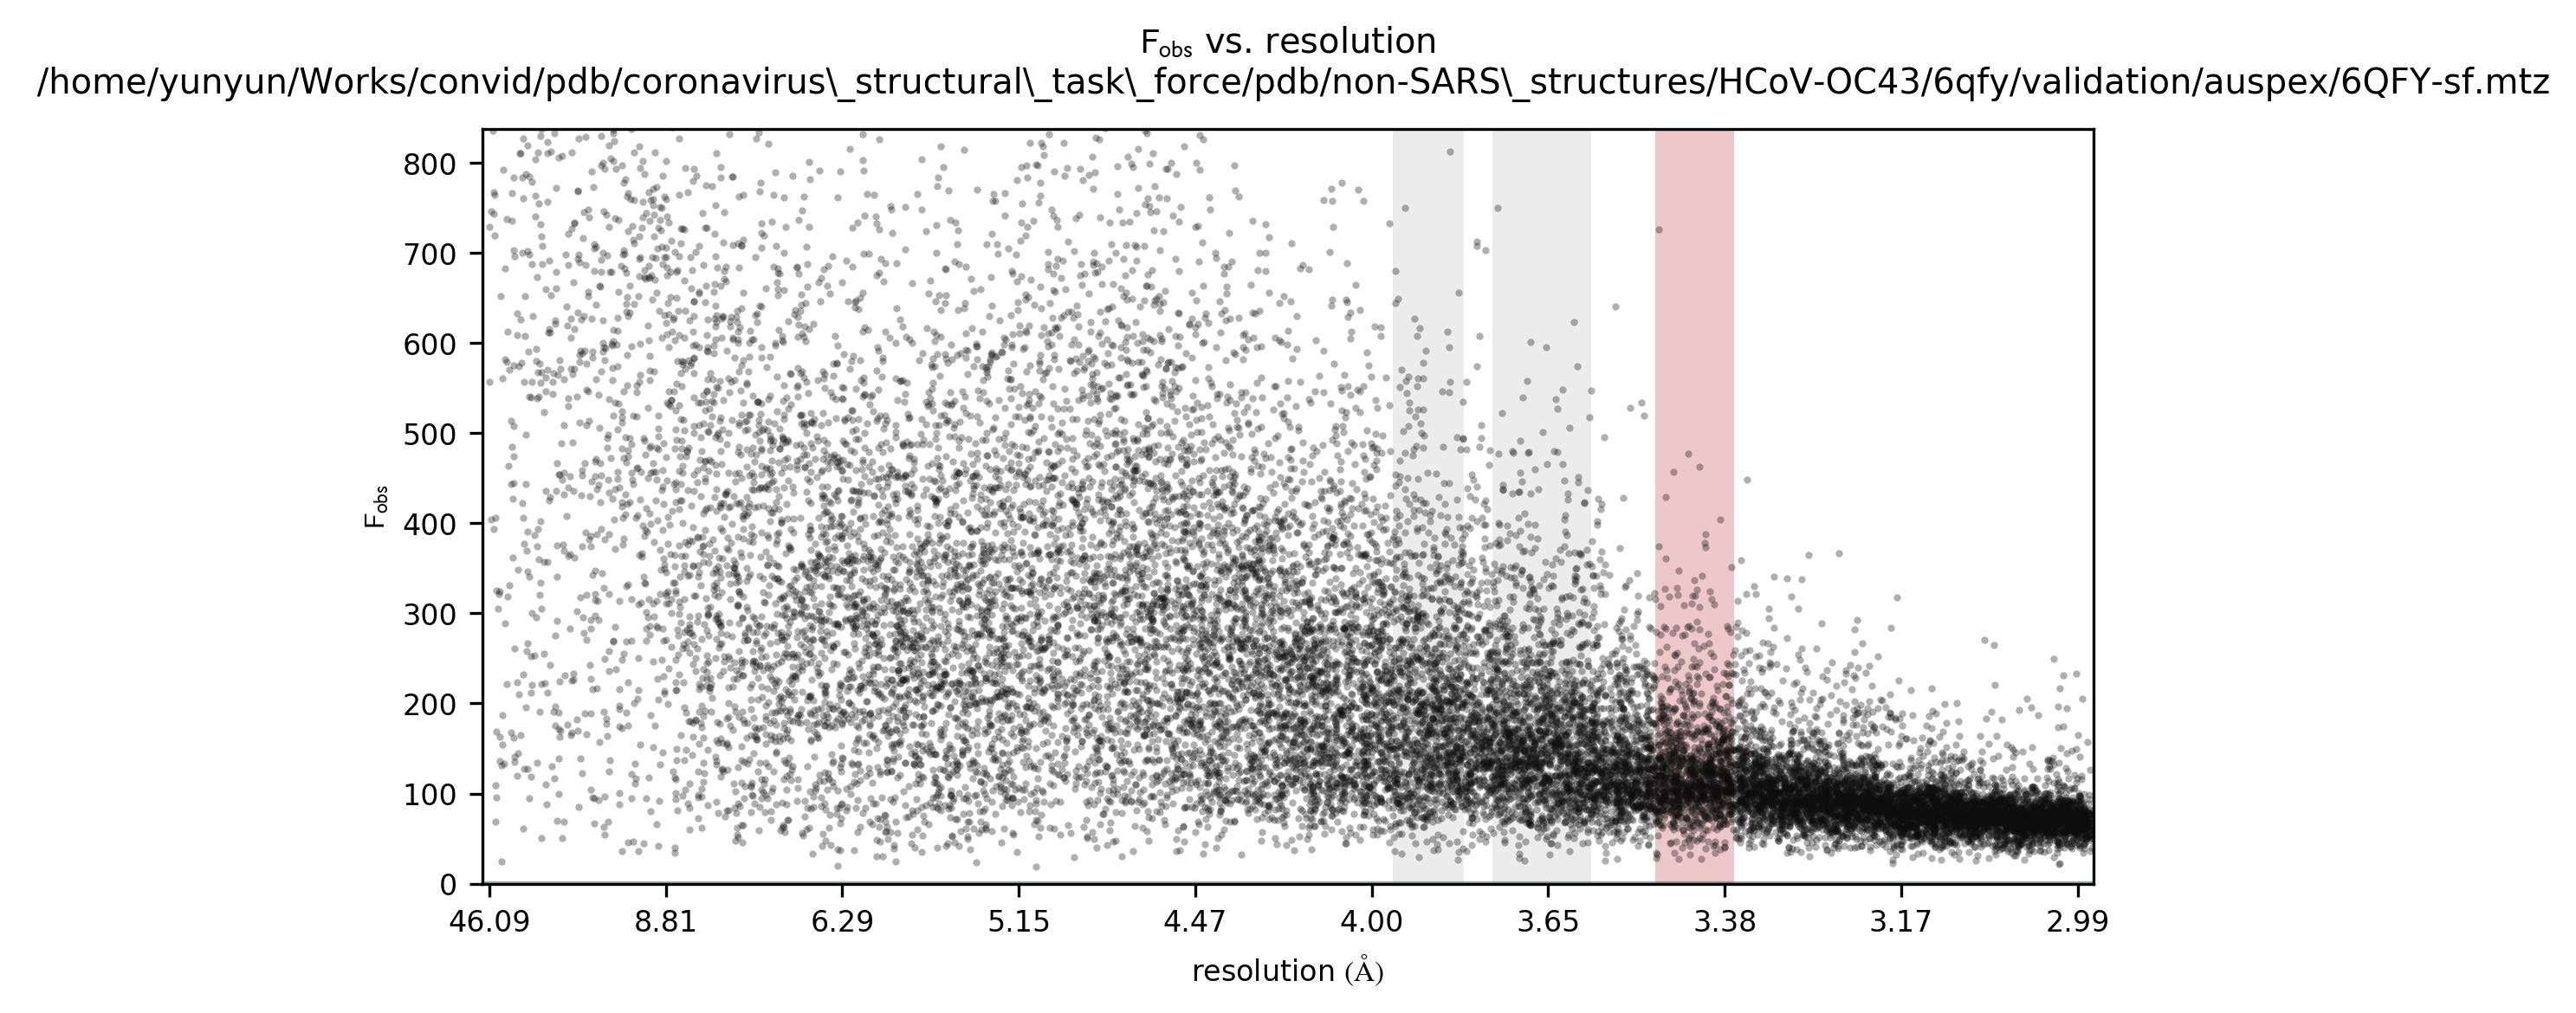 F_obs vs. resolution
/home/yunyun/Works/convid/pdb/coronavirus\_structural\_task\_force/pdb/non-SARS\_structures/HCoV-OC43/6qfy/validation/auspex/6QFY-sf.mtz
800
700
600
500
400
300
200
100
0
F_obs
46.09 8.81 6.29 5.15 4.47 4.00 3.65 3.38 3.17 2.99
resolution (Å)